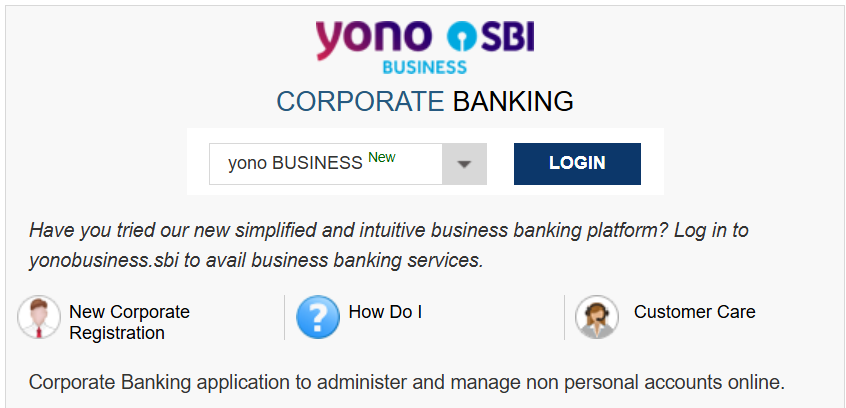 yono SBI
BUSINESS
CORPORATE BANKING
yono BUSINESS New
LOGIN
Have you tried our new simplified and intuitive business banking platform? Log in to
yonobusiness.sbi to avail business banking services.
New Corporate
Registration
How Do I
Customer Care
Corporate Banking application to administer and manage non personal accounts online.